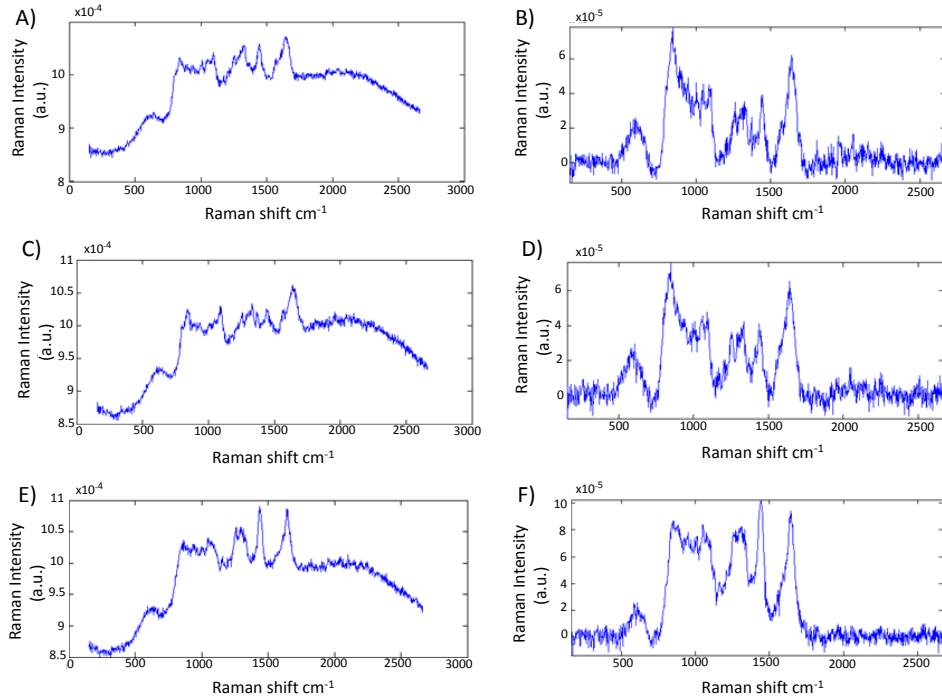 A)
x10⁻⁴
Raman Intensity
(a.u.)
10
9
8
0 500 1000 1500 2000 2500 3000
Raman shift cm⁻¹
B)
x10⁻⁵
Raman Intensity
(a.u.)
6
4
2
0
500 1000 1500 2000 2500
Raman shift cm⁻¹
C)
x10⁻⁴
Raman Intensity
(a.u.)
11
10.5
10
9.5
9
8.5
0 500 1000 1500 2000 2500 3000
Raman shift cm⁻¹
D)
x10⁻⁵
Raman Intensity
(a.u.)
6
4
2
0
500 1000 1500 2000 2500
Raman shift cm⁻¹
E)
x10⁻⁴
Raman Intensity
(a.u.)
11
10.5
10
9.5
9
8.5
0 500 1000 1500 2000 2500 3000
Raman shift cm⁻¹
F)
x10⁻⁵
Raman Intensity
(a.u.)
10
8
6
4
2
0
500 1000 1500 2000 2500
Raman shift cm⁻¹